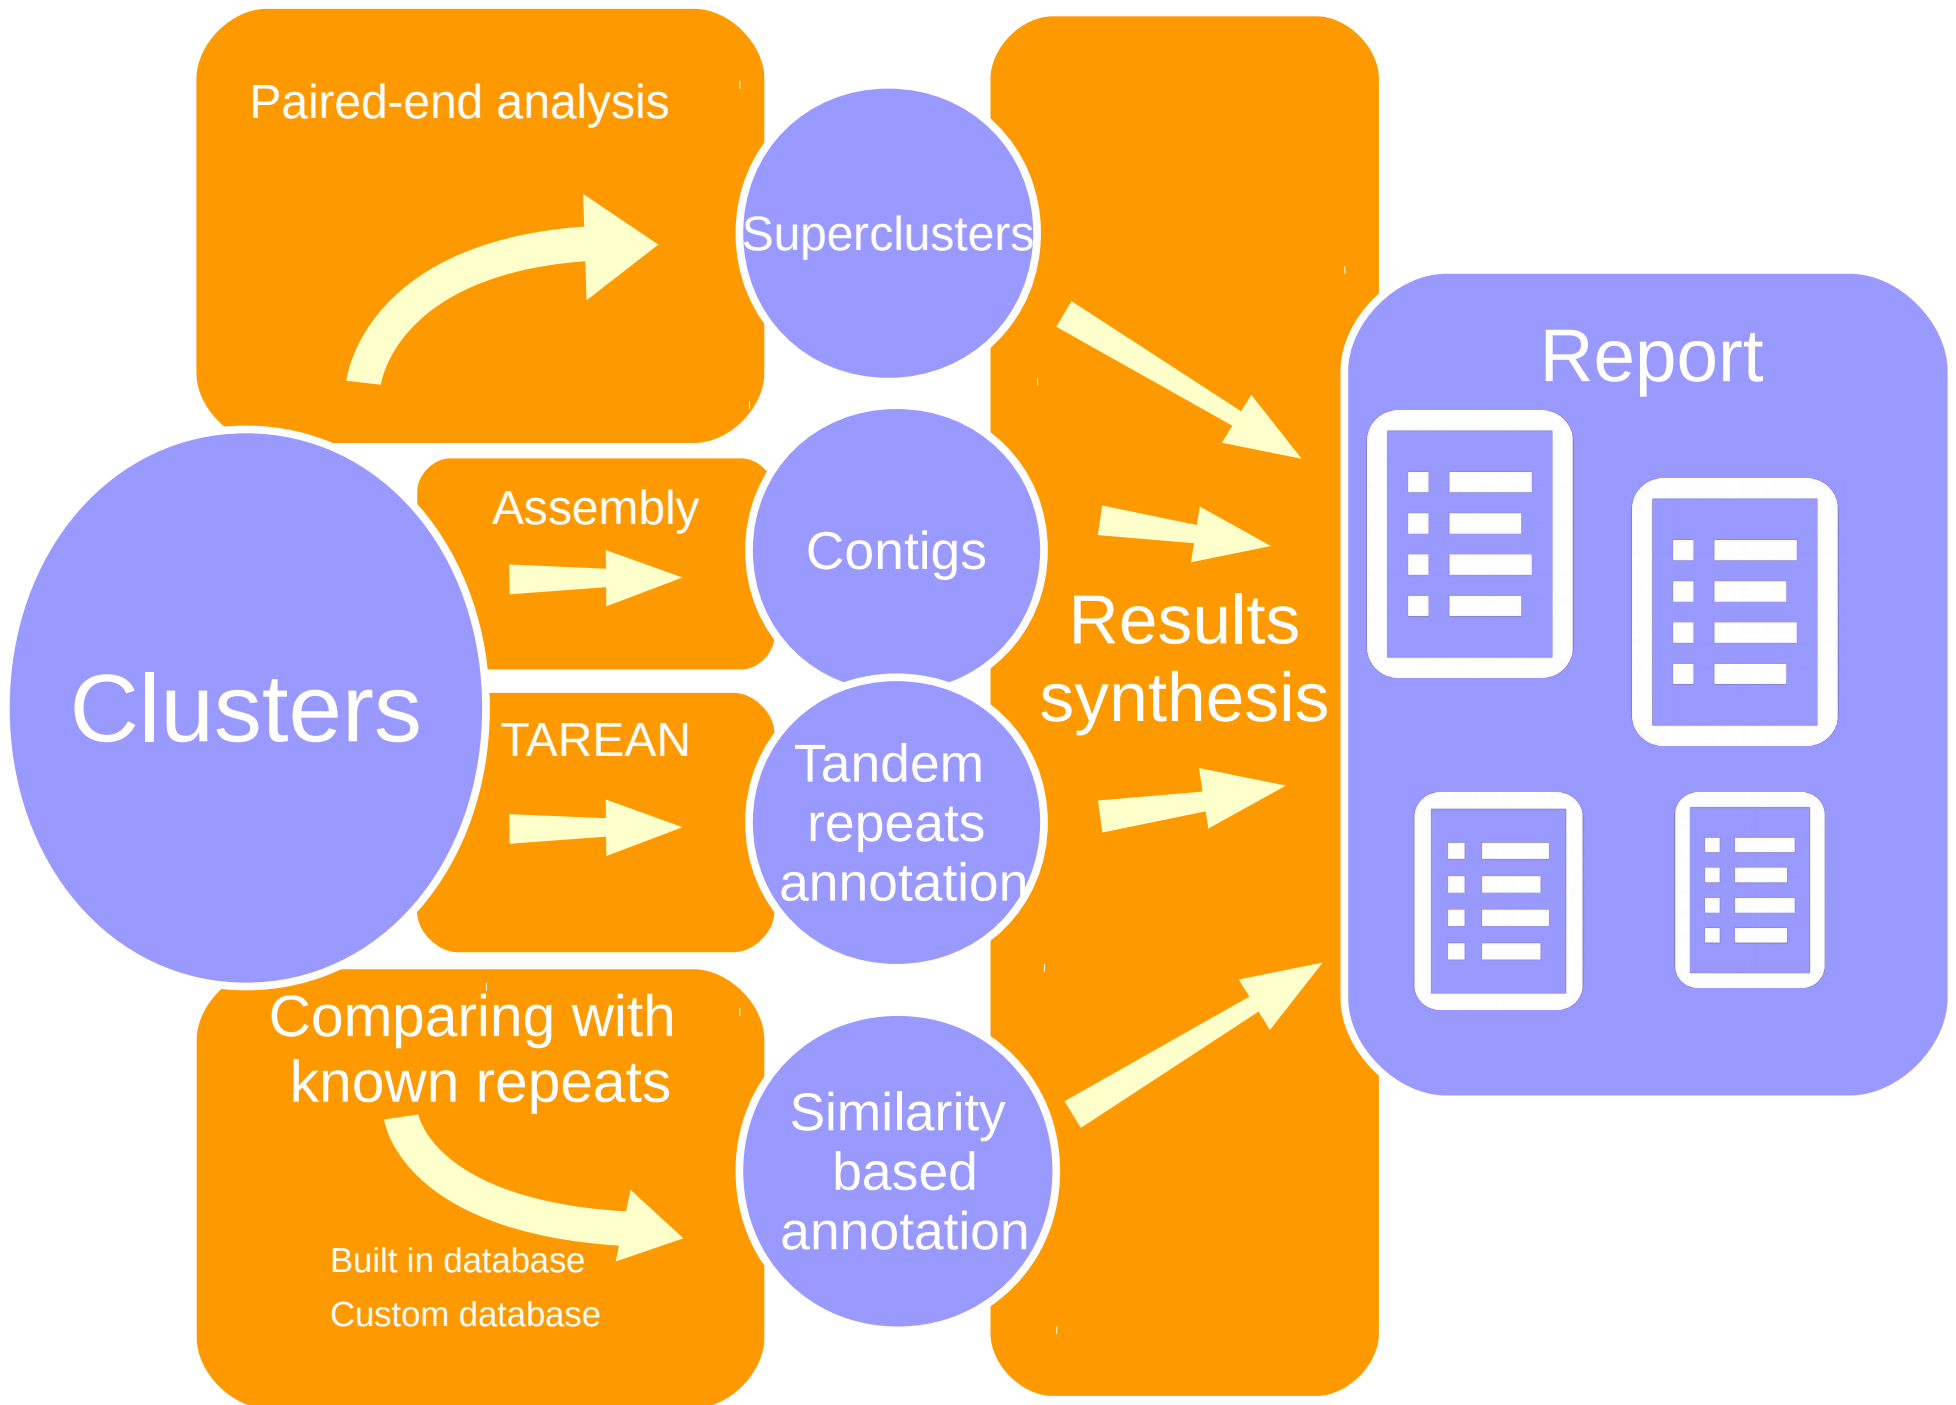 Paired-end analysis
Superclusters
Report
Assembly
Contigs
Results
synthesis
Clusters
TAREAN
Tandem
repeats
annotation
Comparing with
known repeats
Similarity
based
annotation
Built in database
Custom database